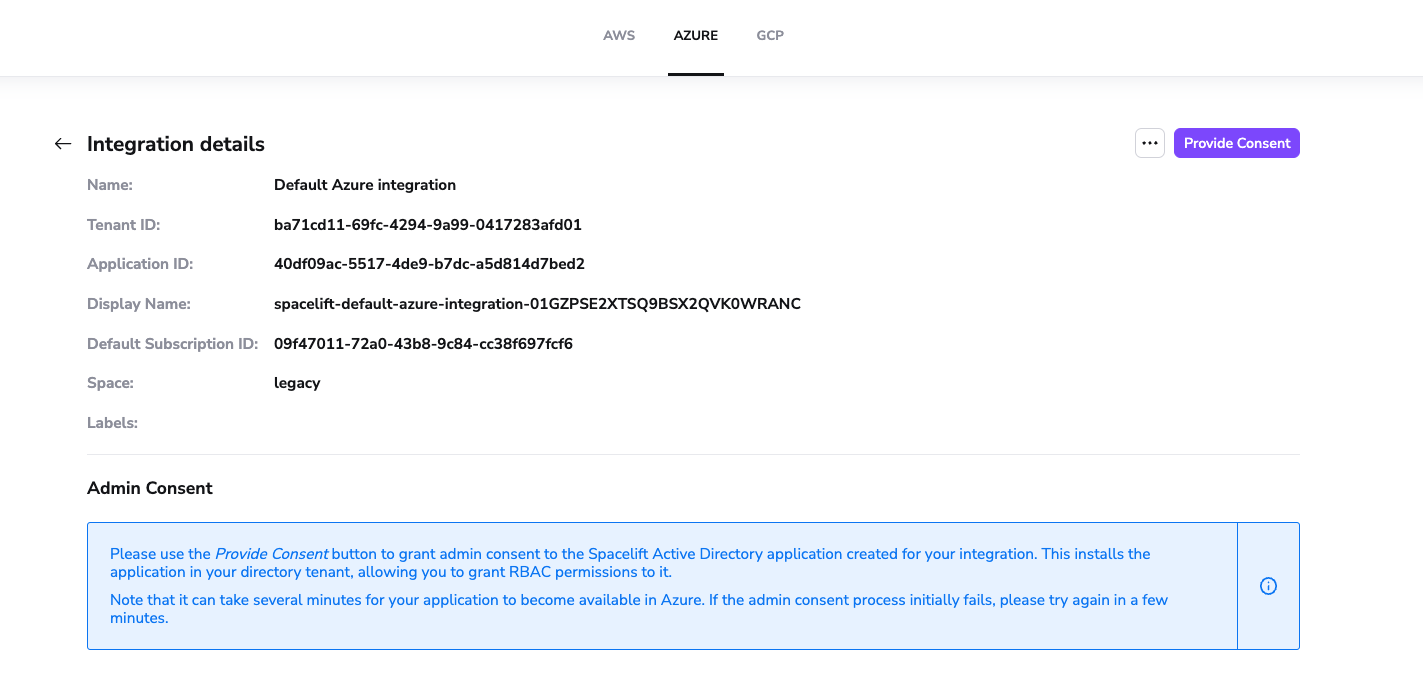 AWS AZURE GCP
Integration details
... Provide Consent
Name: Default Azure integration
Tenant ID: ba71cd11-69fc-4294-9a99-0417283afd01
Application ID: 40df09ac-5517-4de9-b7dc-a5d814d7bed2
Display Name: spacelift-default-azure-integration-01GZPSE2XTSQ9BSX2QVK0WRANC
Default Subscription ID: 09f47011-72a0-43b8-9c84-cc38f697fcf6
Space: legacy
Labels:
Admin Consent
Please use the Provide Consent button to grant admin consent to the Spacelift Active Directory application created for your integration. This installs the
application in your directory tenant, allowing you to grant RBAC permissions to it.
Note that it can take several minutes for your application to become available in Azure. If the admin consent process initially fails, please try again in a few
minutes.